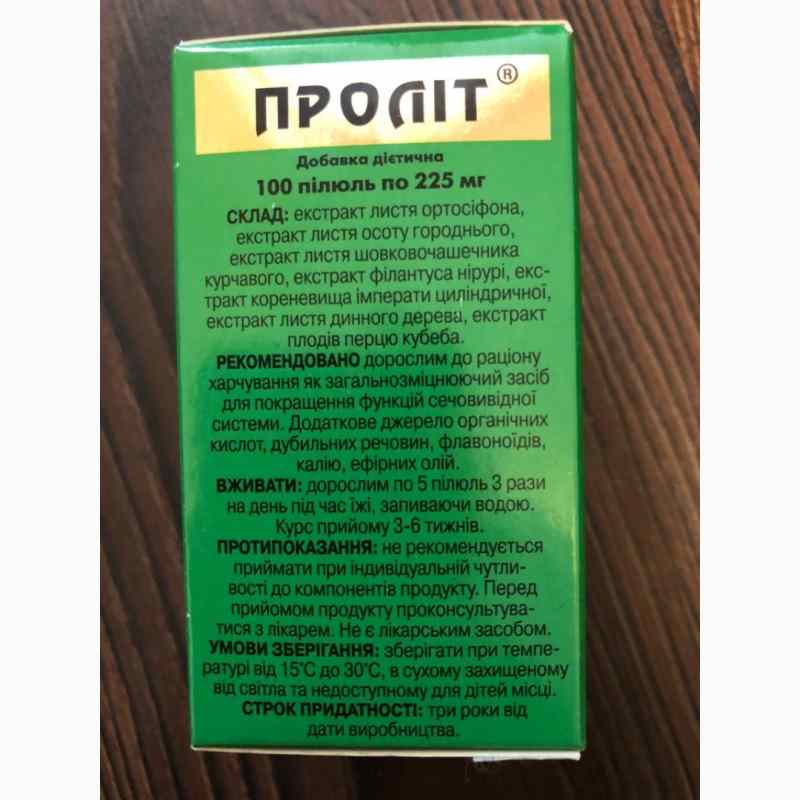 ПРОЛІТ®
Добавка дієтична
100 пілюль по 225 мг
СКЛАД: екстракт листя ортосіфона,
екстракт листя осоту городнього,
екстракт листя шовковочашечника
курчавого, екстракт філантуса нірурі, екс-
тракт кореневища імперати циліндричної,
екстракт листя динного дерева, екстракт
плодів перцю кубеба.
РЕКОМЕНДОВАНО дорослим до раціону
харчування як загальнозміцнюючий засіб
для покращення функцій сечовивідної
системи. Додаткове джерело органічних
кислот, дубильних речовин, флавоноїдів,
калію, ефірних олій.
ВЖИВАТИ: дорослим по 5 пілюль 3 рази
на день під час їжі, запиваючи водою.
Курс прийому 3-6 тижнів.
ПРОТИПОКАЗАННЯ: не рекомендується
приймати при індивідуальній чутли-
вості до компонентів продукту. Перед
прийомом продукту проконсультува-
тися з лікарем. Не є лікарським засобом.
УМОВИ ЗБЕРІГАННЯ: зберігати при темпе-
ратурі від 15°С до 30°С, в сухому захищеному
від світла та недоступному для дітей місці.
СТРОК ПРИДАТНОСТІ: три роки від
дати виробництва.